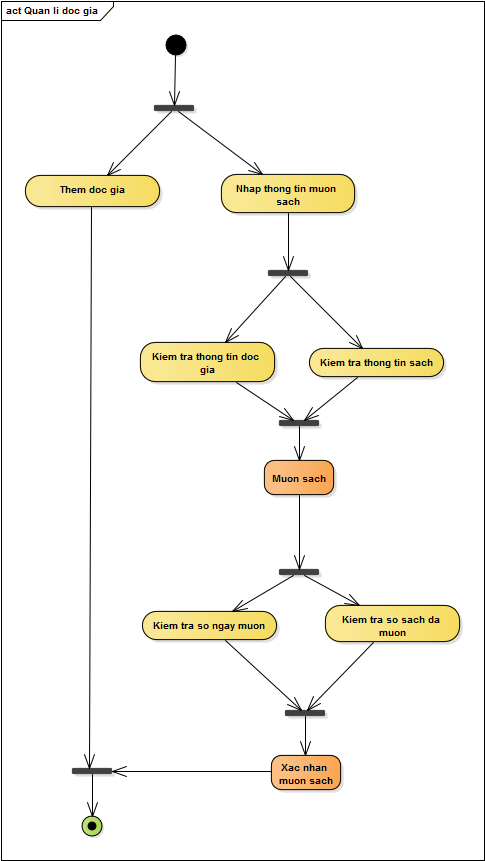 act Quan li doc gia
Them doc gia
Nhap thong tin muon
sach
Kiem tra thong tin doc
gia
Kiem tra thong tin sach
Muon sach
Kiem tra so ngay muon
Kiem tra so sach da
muon
Xac nhan
muon sach